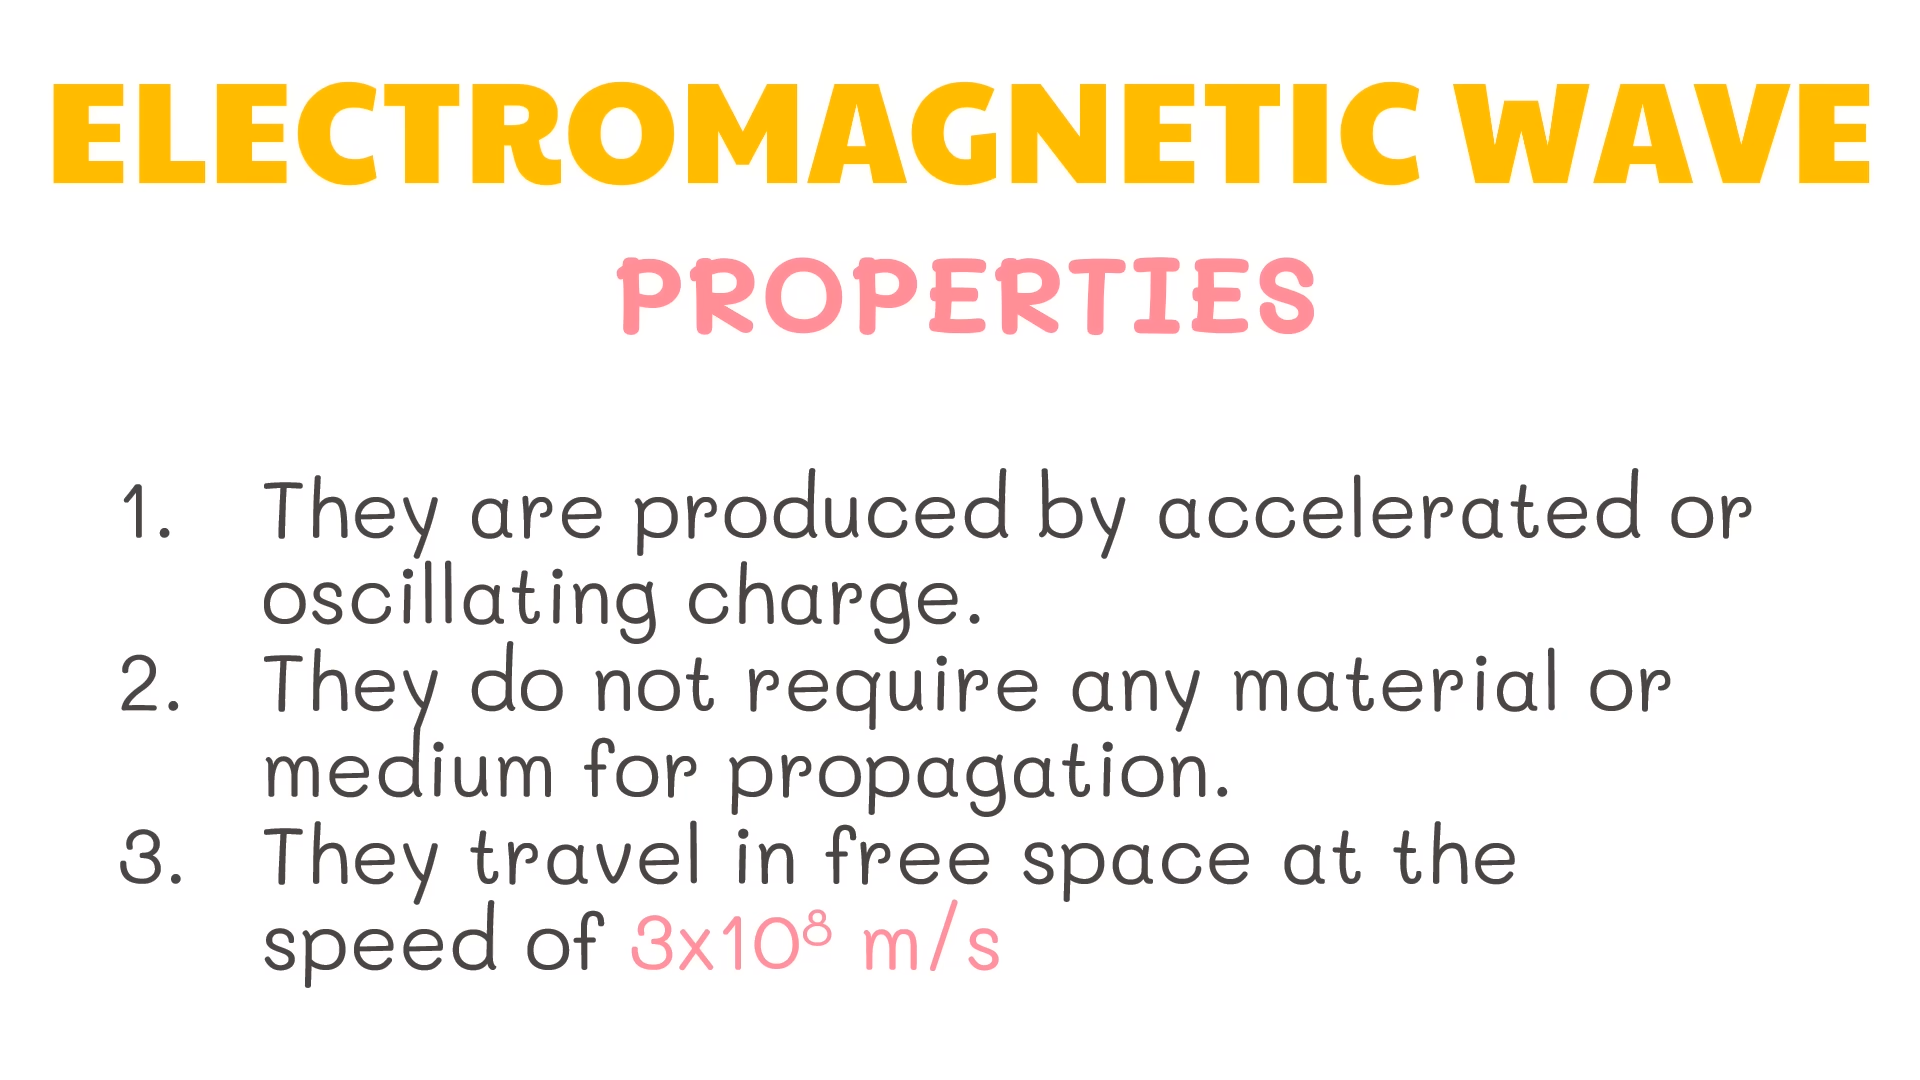 ELECTROMAGNETIC WAVE
PROPERTIES
1. They are produced by accelerated or
oscillating charge.
2. They do not require any material or
medium for propagation.
3. They travel in free space at the
speed of 3x10⁸ m/s